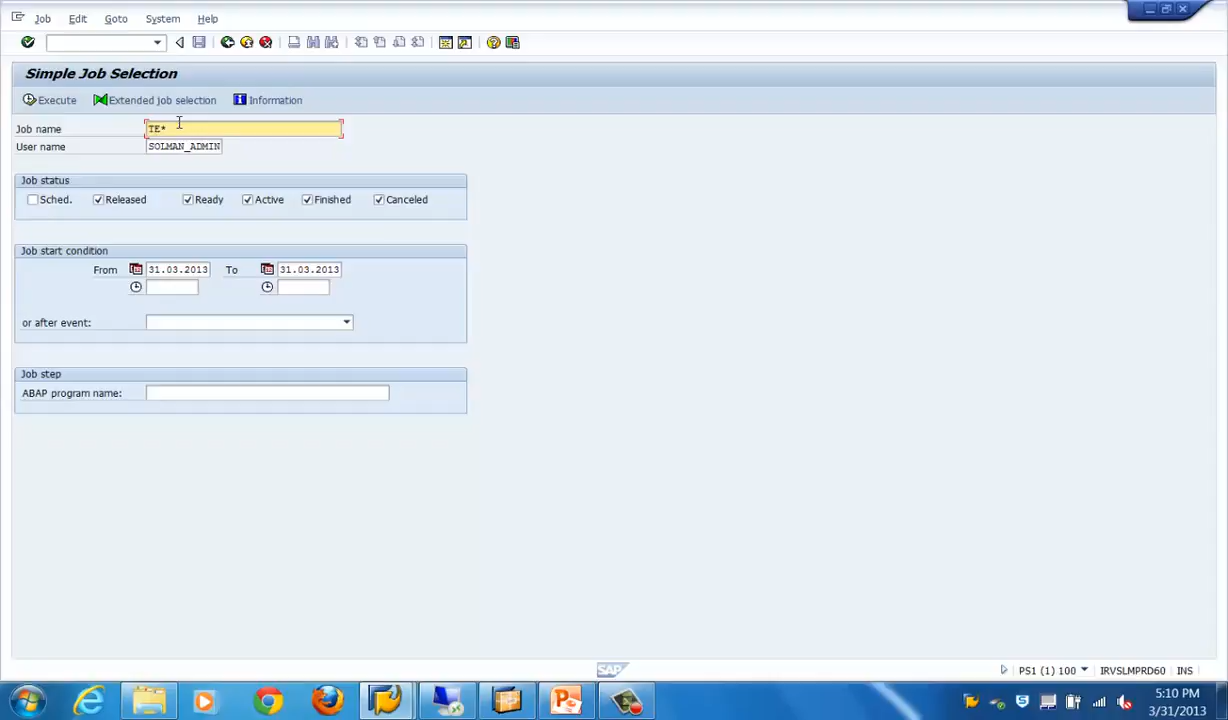 Job Edit Goto System Help
Simple Job Selection
Execute Extended job selection Information
Job name TE*
User name SOLMAN_ADMIN
Job status
Sched. Released Ready Active Finished Canceled
Job start condition
From 31.03.2013 To 31.03.2013
or after event:
Job step
ABAP program name:
SAP
PS1 (1) 100 IRVSLMPRD60 INS
5:10 PM
3/31/2013